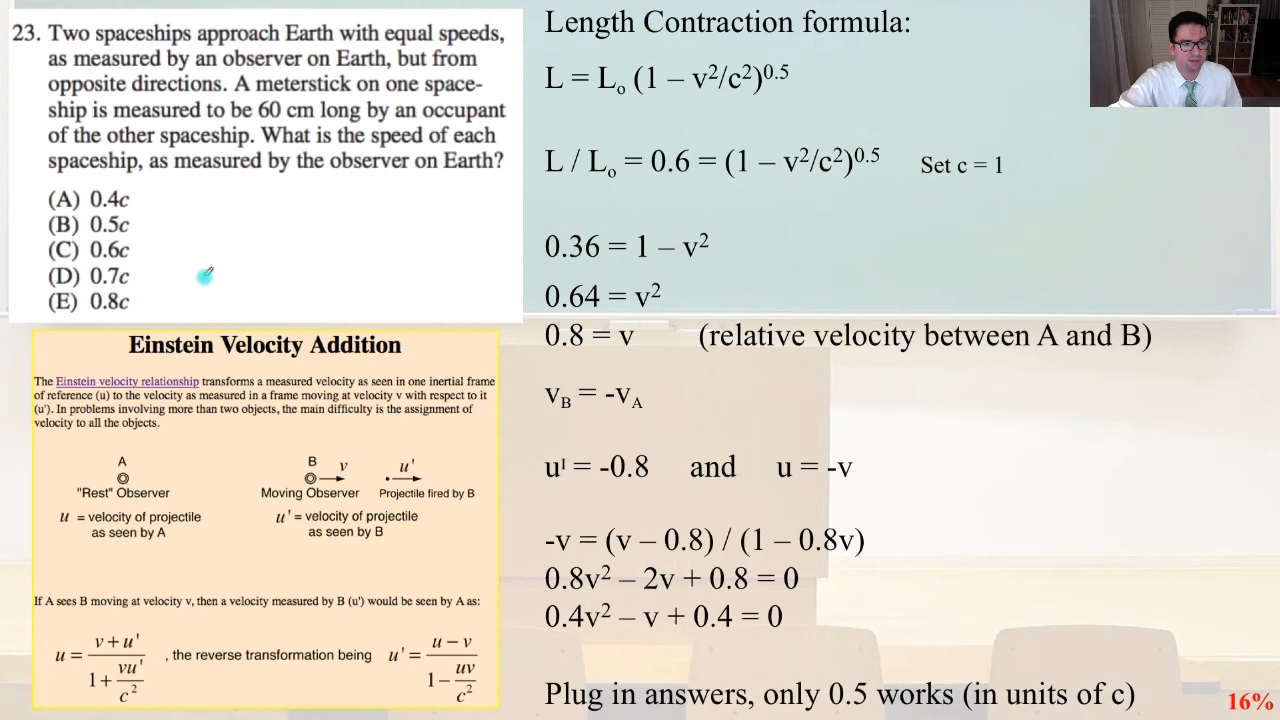 23. Two spaceships approach Earth with equal speeds,
as measured by an observer on Earth, but from
opposite directions. A meterstick on one space-
ship is measured to be 60 cm long by an occupant
of the other spaceship. What is the speed of each
spaceship, as measured by the observer on Earth?
(A) 0.4c
(B) 0.5c
(C) 0.6c
(D) 0.7c
(E) 0.8c
Einstein Velocity Addition
The Einstein velocity relationship transforms a measured velocity as seen in one inertial frame
of reference (u) to the velocity as measured in a frame moving at velocity v with respect to it
(u'). In problems involving more than two objects, the main difficulty is the assignment of
velocity to all the objects.
A B v u'
"Rest" Observer Moving Observer Projectile fired by B
u = velocity of projectile u' = velocity of projectile
as seen by A as seen by B
If A sees B moving at velocity v, then a velocity measured by B (u') would be seen by A as:
u = (v + u') / (1 + vu'/c²) , the reverse transformation being u' = (u − v) / (1 − uv/c²)
Length Contraction formula:
L = Lₒ (1 – v²/c²)⁰·⁵
L / Lₒ = 0.6 = (1 – v²/c²)⁰·⁵ Set c = 1
0.36 = 1 – v²
0.64 = v²
0.8 = v (relative velocity between A and B)
v_B = -v_A
uᴵ = -0.8 and u = -v
-v = (v – 0.8) / (1 – 0.8v)
0.8v² – 2v + 0.8 = 0
0.4v² – v + 0.4 = 0
Plug in answers, only 0.5 works (in units of c)
16%